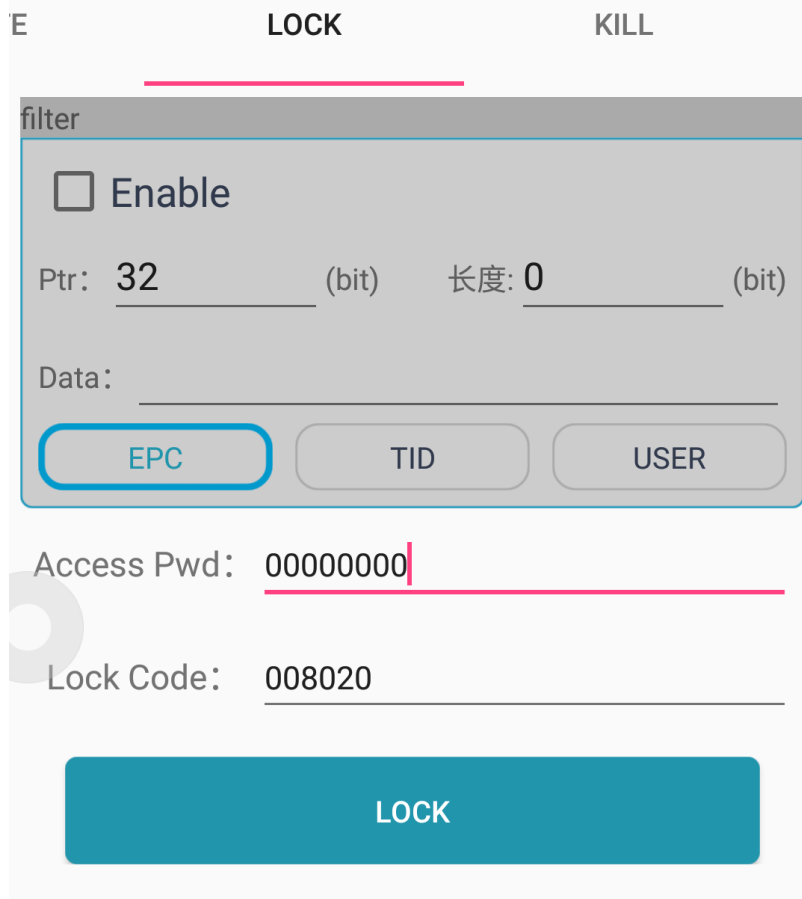 E LOCK KILL
filter
Enable
Ptr： 32 (bit) 长度: 0 (bit)
Data：
EPC TID USER
Access Pwd： 00000000
Lock Code： 008020
LOCK